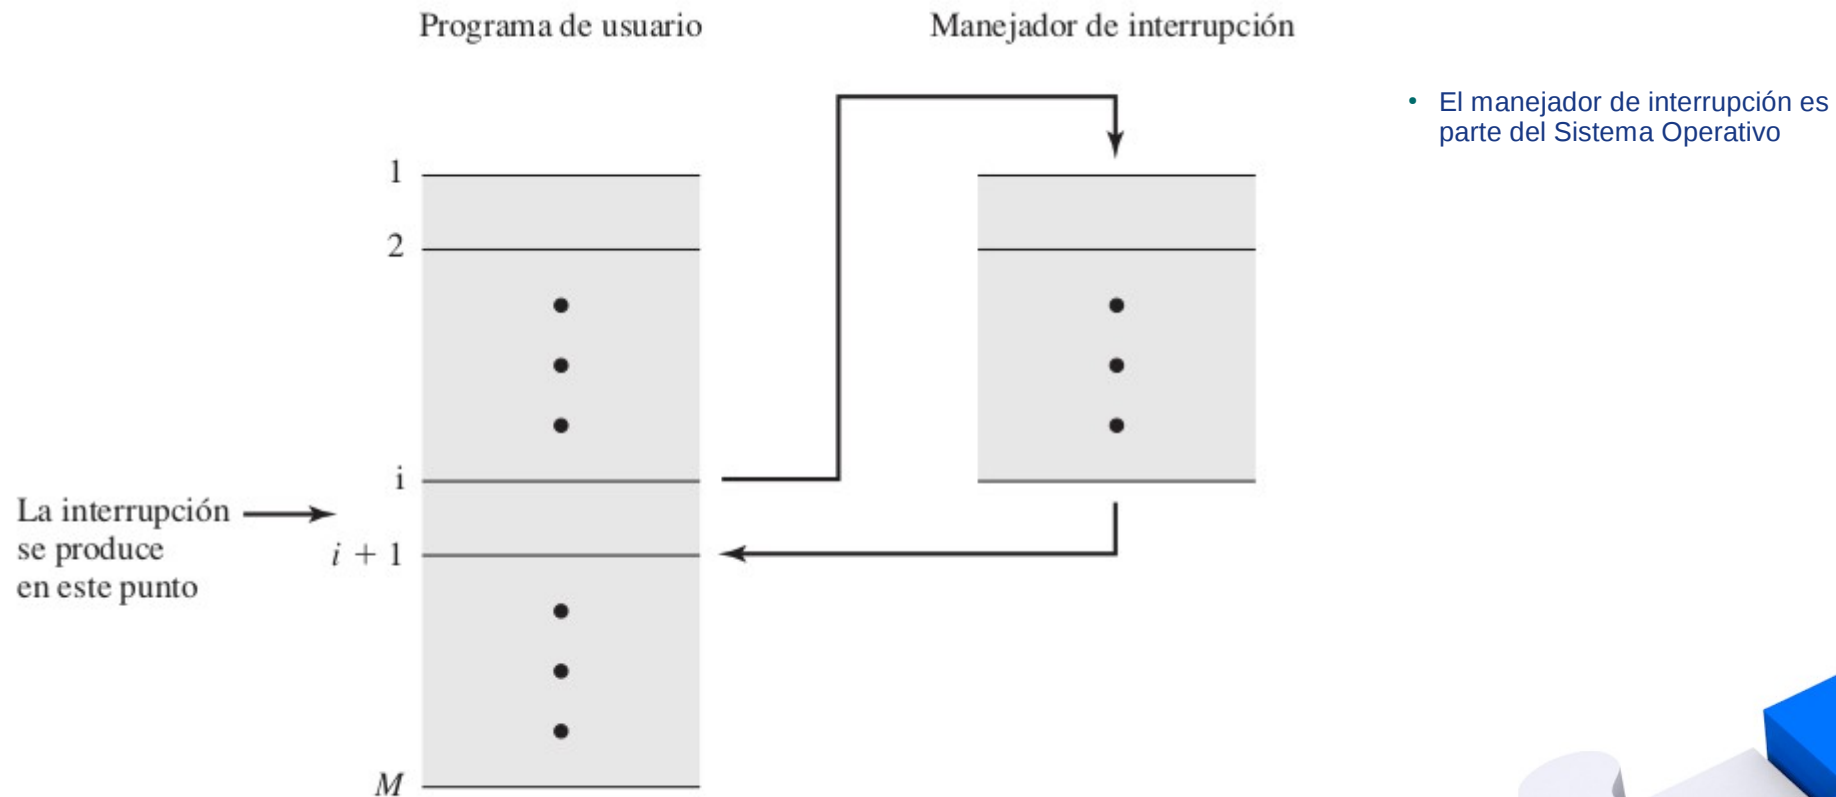 Programa de usuario
Manejador de interrupción
• El manejador de interrupción es
parte del Sistema Operativo
1
2
i
La interrupción
se produce
en este punto
i + 1
M